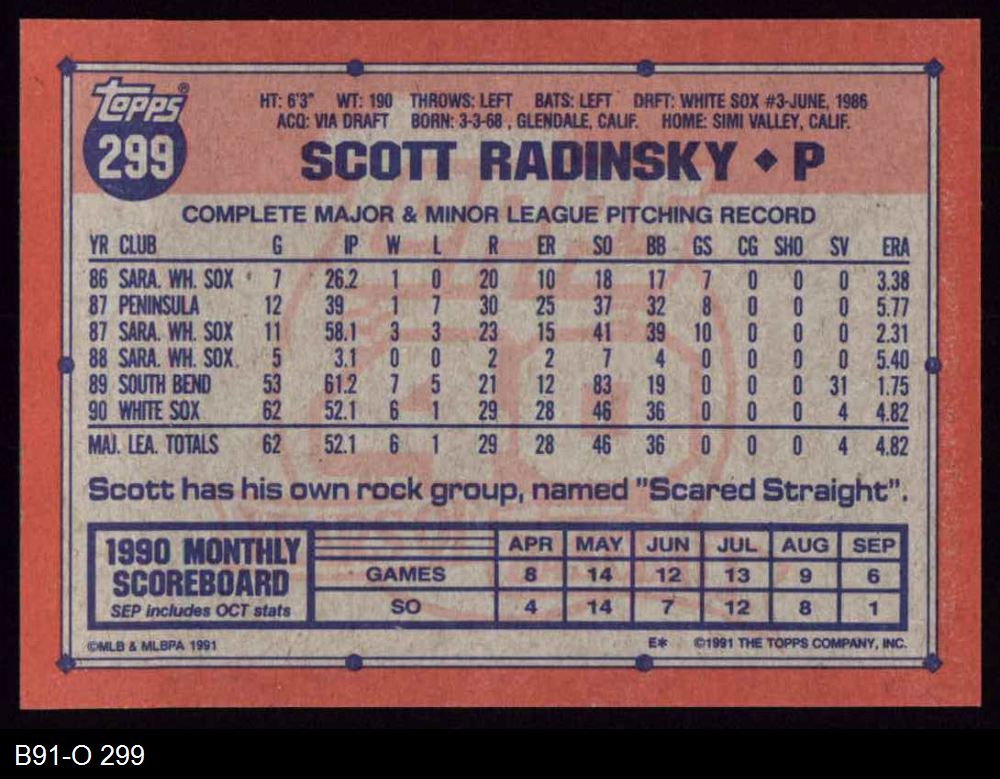 Topps®
299
HT: 6'3" WT: 190 THROWS: LEFT BATS: LEFT DRFT: WHITE SOX #3-JUNE, 1986
ACQ: VIA DRAFT BORN: 3-3-68 , GLENDALE, CALIF. HOME: SIMI VALLEY, CALIF.
SCOTT RADINSKY ◆ P
COMPLETE MAJOR & MINOR LEAGUE PITCHING RECORD
YR CLUB G IP W L R ER SO BB GS CG SHO SV ERA
86 SARA. WH. SOX 7 26.2 1 0 20 10 18 17 7 0 0 0 3.38
87 PENINSULA 12 39 1 7 30 25 37 32 8 0 0 0 5.77
87 SARA. WH. SOX 11 58.1 3 3 23 15 41 39 10 0 0 0 2.31
88 SARA. WH. SOX 5 3.1 0 0 2 2 7 4 0 0 0 0 5.40
89 SOUTH BEND 53 61.2 7 5 21 12 83 19 0 0 0 31 1.75
90 WHITE SOX 62 52.1 6 1 29 28 46 36 0 0 0 4 4.82
MAJ. LEA. TOTALS 62 52.1 6 1 29 28 46 36 0 0 0 4 4.82
Scott has his own rock group, named "Scared Straight".
1990 MONTHLY
SCOREBOARD
SEP includes OCT stats
APR MAY JUN JUL AUG SEP
GAMES 8 14 12 13 9 6
SO 4 14 7 12 8 1
©MLB & MLBPA 1991 E* ©1991 THE TOPPS COMPANY, INC.
B91-O 299